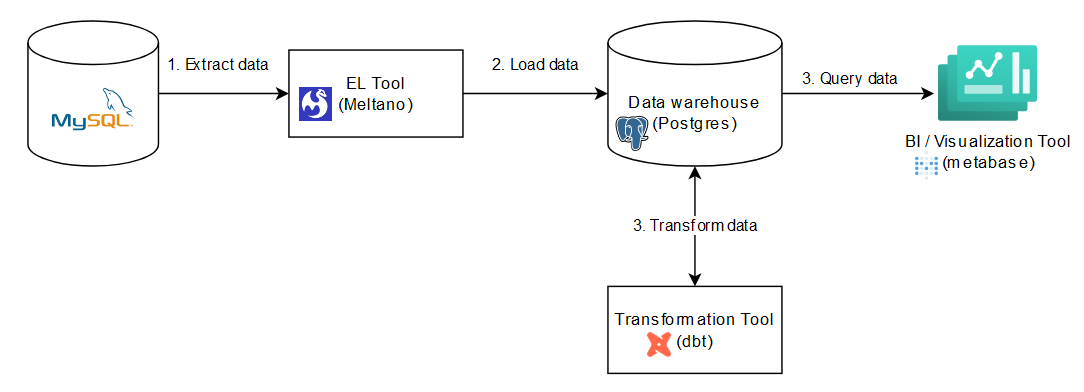 1. Extract data
2. Load data
3. Query data
EL Tool
(Meltano)
Data warehouse
(Postgres)
MySQL
BI / Visualization Tool
(metabase)
3. Transform data
Transformation Tool
(dbt)